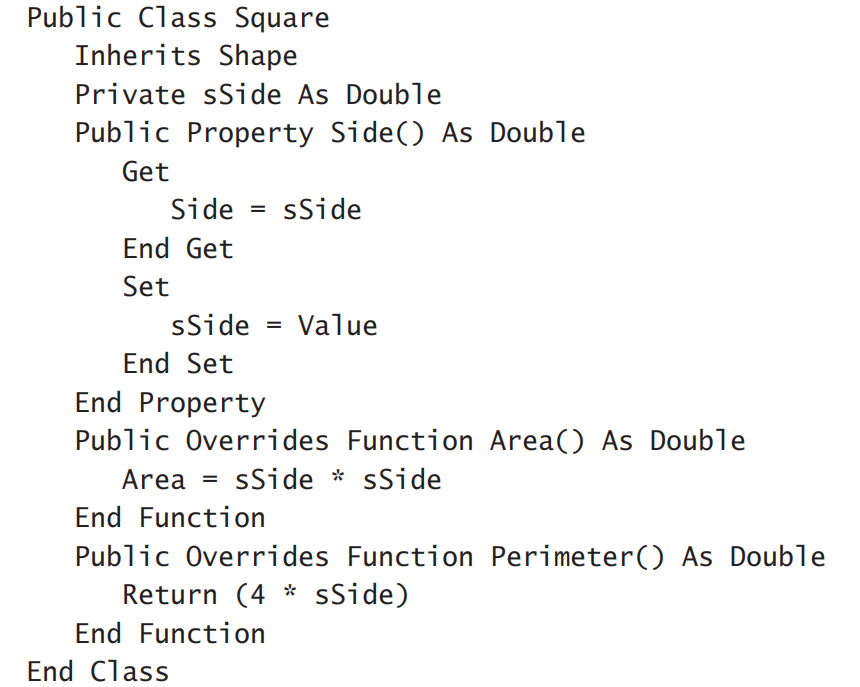 Public Class Square
   Inherits Shape
   Private sSide As Double
   Public Property Side() As Double
      Get
         Side = sSide
      End Get
      Set
         sSide = Value
      End Set
   End Property
   Public Overrides Function Area() As Double
      Area = sSide * sSide
   End Function
   Public Overrides Function Perimeter() As Double
      Return (4 * sSide)
   End Function
End Class